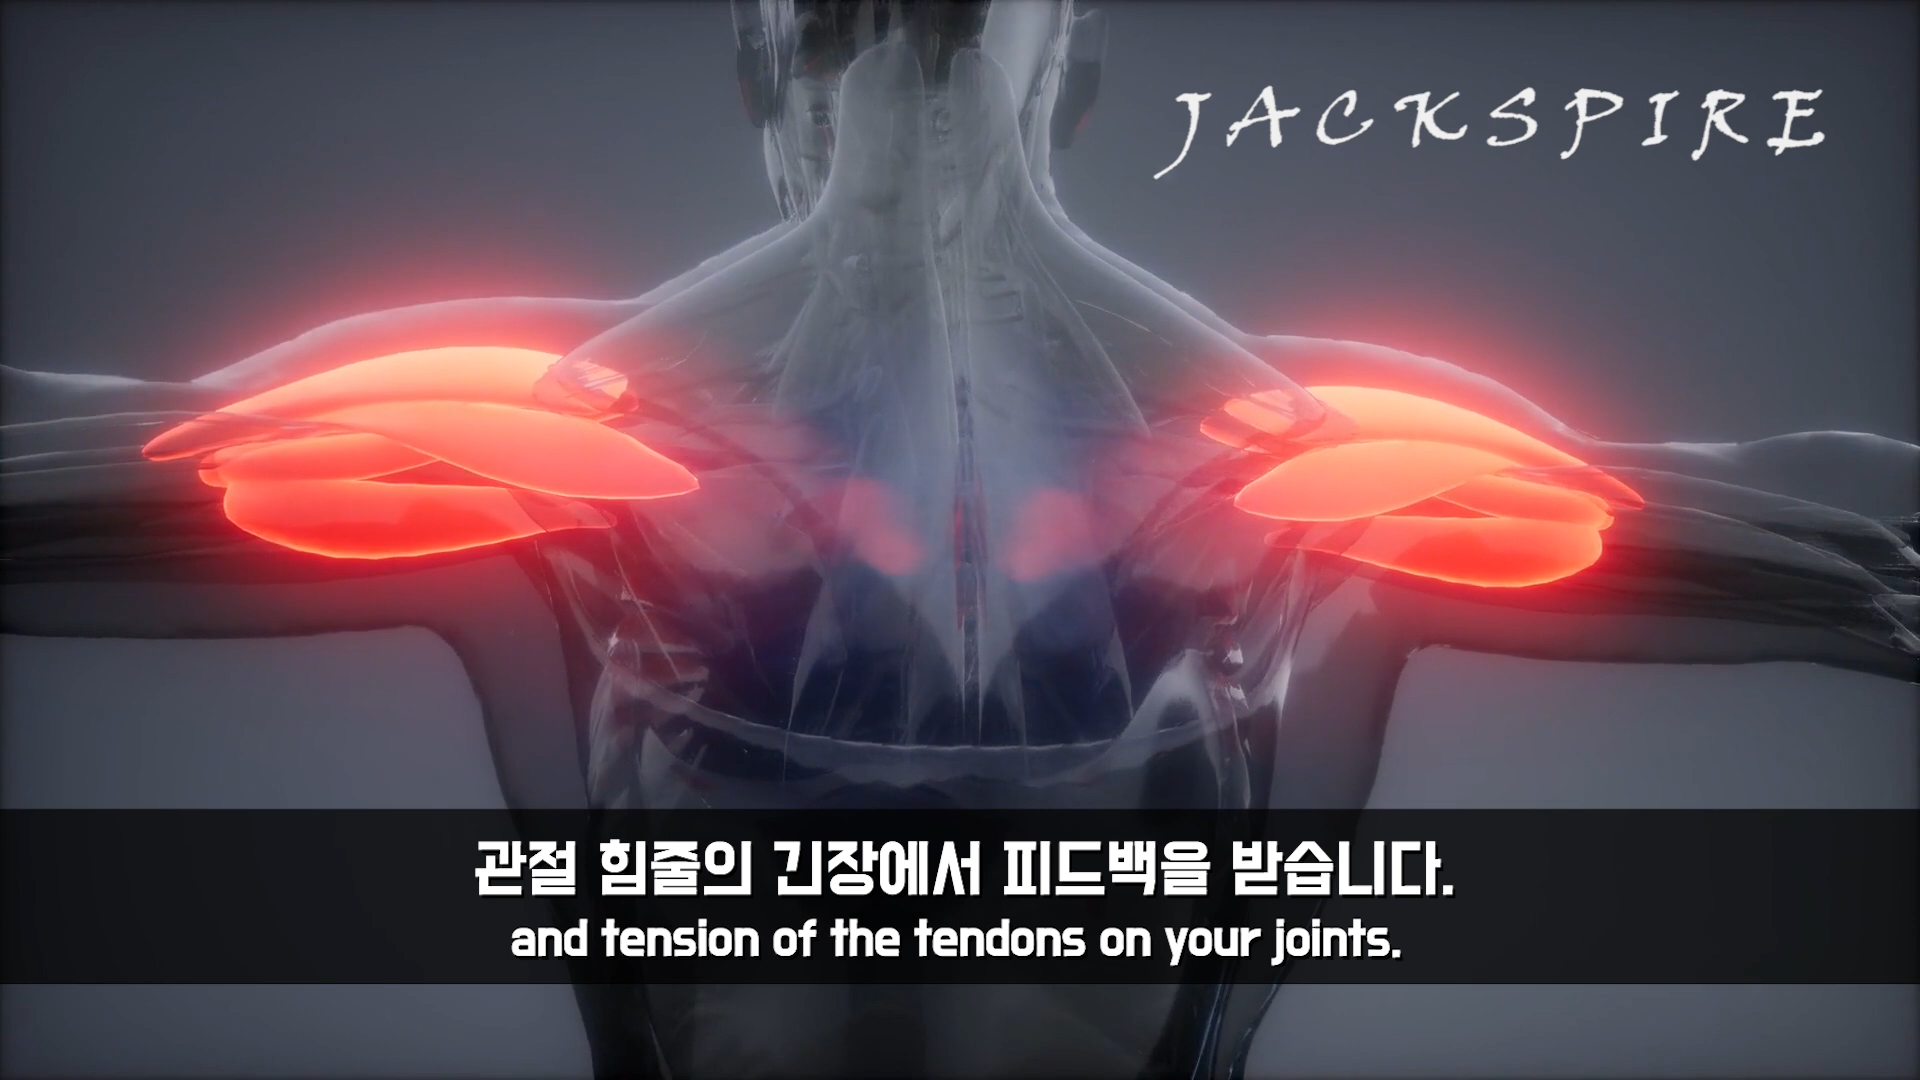 JACKSPIRE
관절 힘줄의 긴장에서 피드백을 받습니다.
and tension of the tendons on your joints.